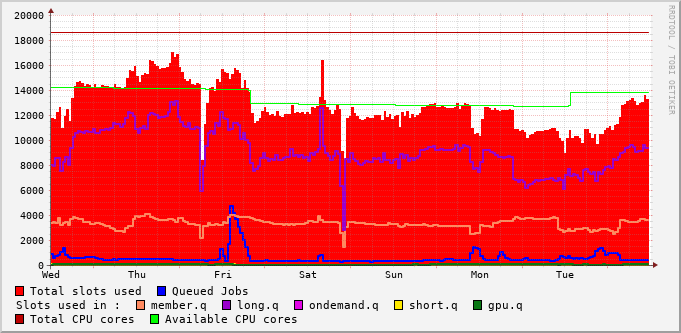 20000
18000
16000
14000
12000
10000
8000
6000
4000
2000
0
Wed Thu Fri Sat Sun Mon Tue
Total slots used Queued Jobs
Slots used in : member.q long.q ondemand.q short.q gpu.q
Total CPU cores Available CPU cores
RRDTOOL / TOBI OETIKER